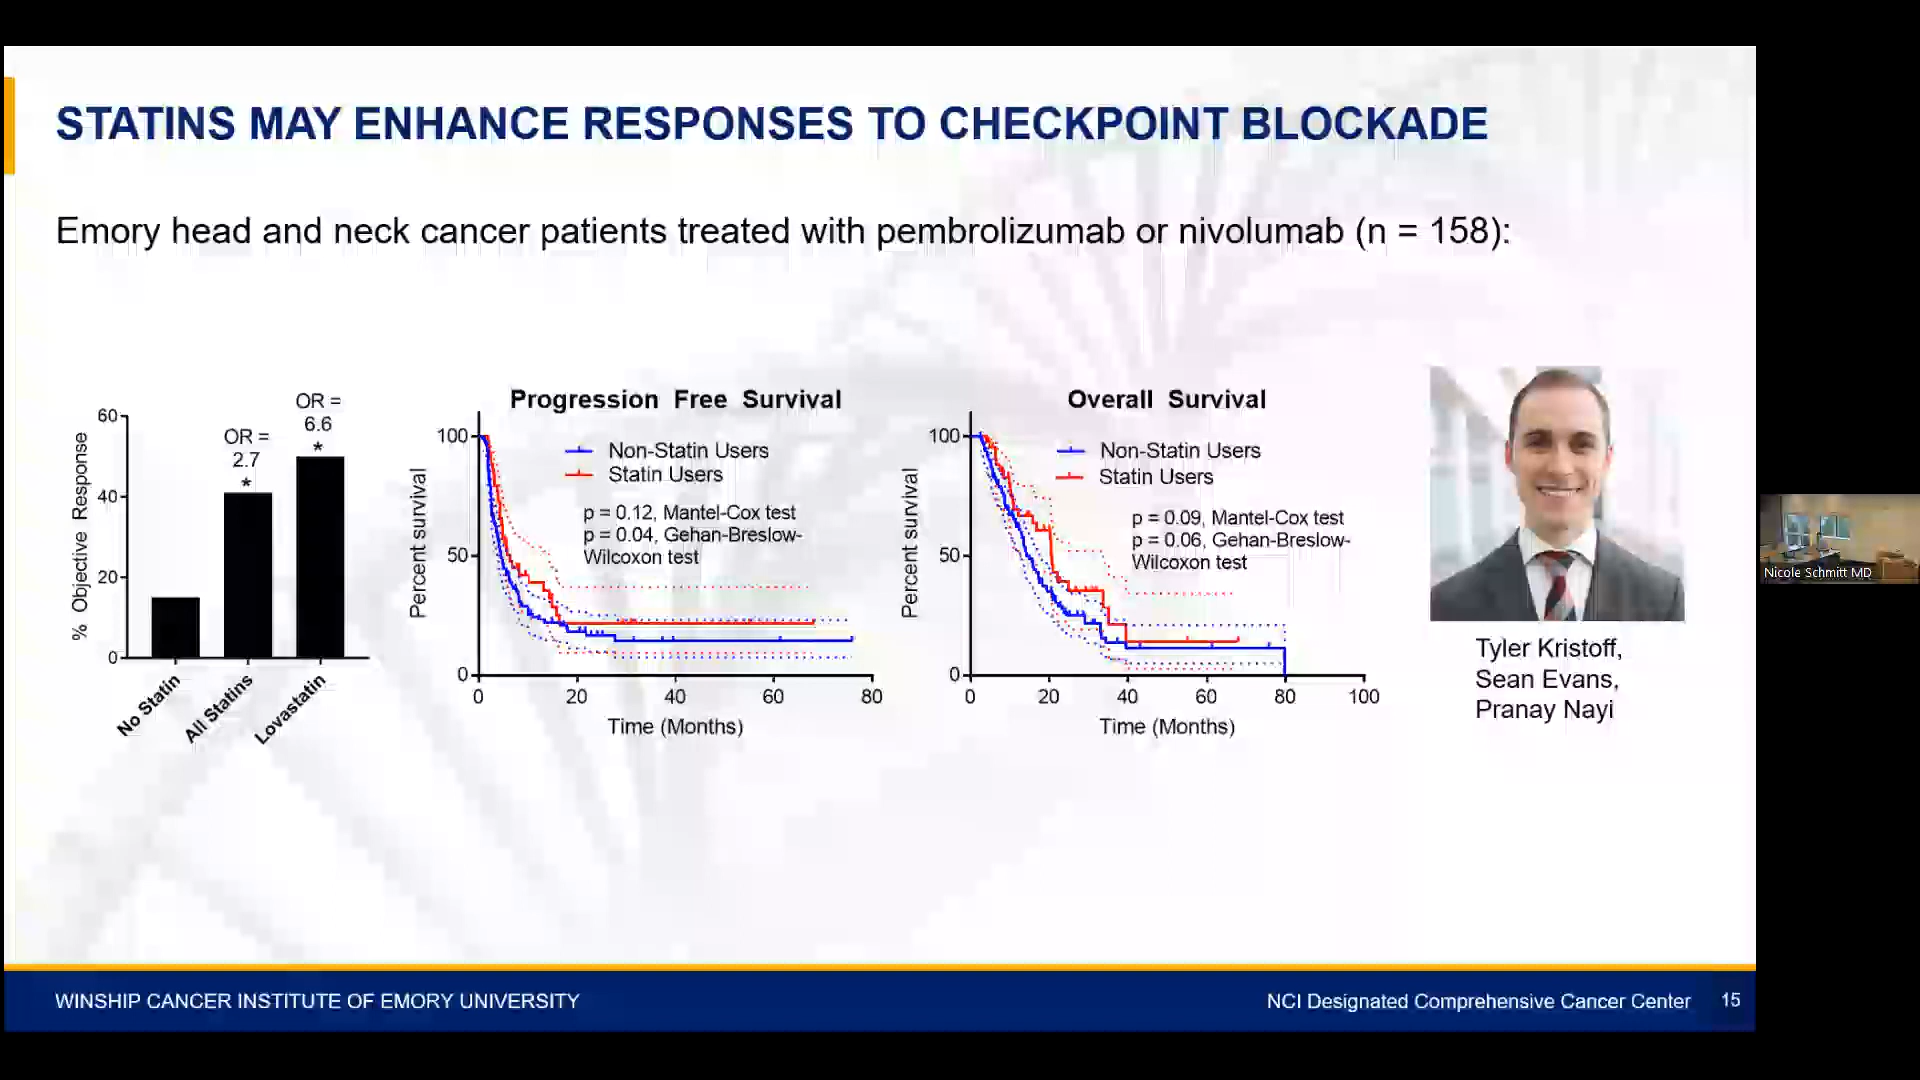 STATINS MAY ENHANCE RESPONSES TO CHECKPOINT BLOCKADE
Emory head and neck cancer patients treated with pembrolizumab or nivolumab (n = 158):
% Objective Response
60
40
20
0
OR =
2.7
*
OR =
6.6
*
No Statin
All Statins
Lovastatin
Progression Free Survival
Percent survival
100
50
0
Non-Statin Users
Statin Users
p = 0.12, Mantel-Cox test
p = 0.04, Gehan-Breslow-
Wilcoxon test
0 20 40 60 80
Time (Months)
Overall Survival
Percent survival
100
50
0
Non-Statin Users
Statin Users
p = 0.09, Mantel-Cox test
p = 0.06, Gehan-Breslow-
Wilcoxon test
0 20 40 60 80 100
Time (Months)
Tyler Kristoff,
Sean Evans,
Pranay Nayi
Nicole Schmitt MD
WINSHIP CANCER INSTITUTE OF EMORY UNIVERSITY
NCI Designated Comprehensive Cancer Center 15